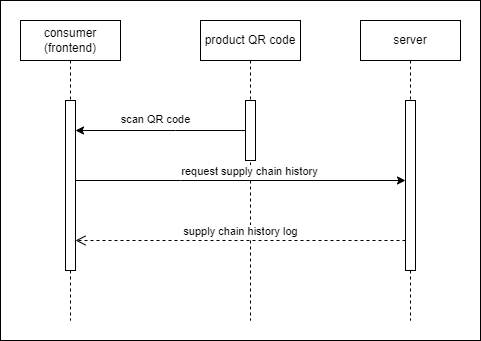 consumer
(frontend)
product QR code
server
scan QR code
request supply chain history
supply chain history log